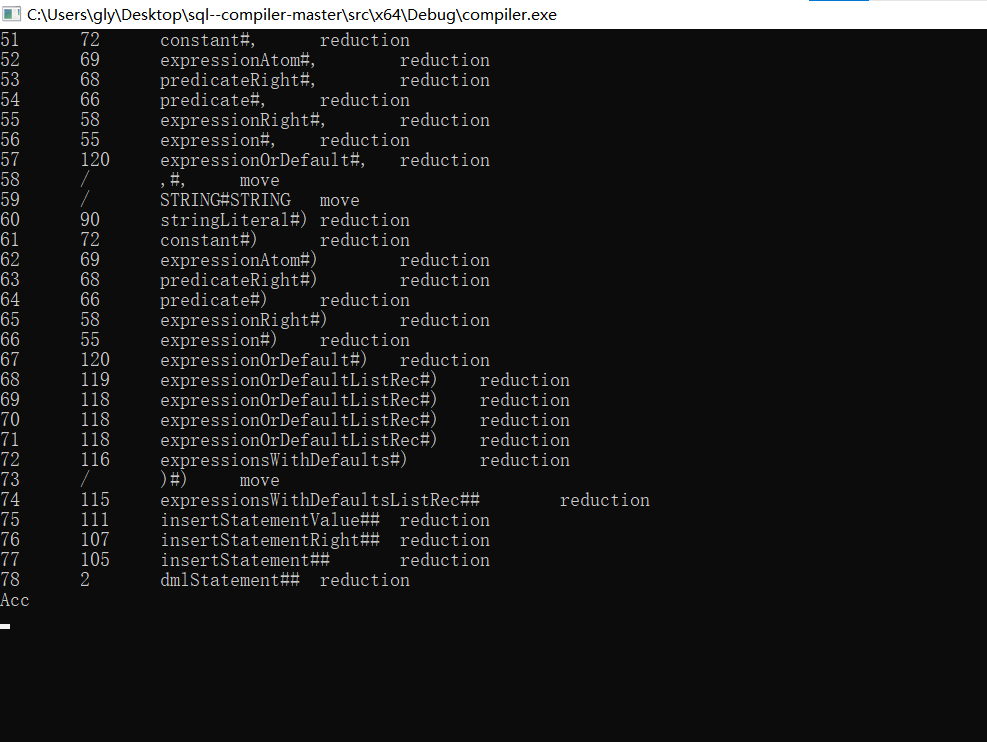 C:\Users\gly\Desktop\sql--compiler-master\src\x64\Debug\compiler.exe
51 72 constant#, reduction
52 69 expressionAtom#, reduction
53 68 predicateRight#, reduction
54 66 predicate#, reduction
55 58 expressionRight#, reduction
56 55 expression#, reduction
57 120 expressionOrDefault#, reduction
58 / ,#, move
59 / STRING#STRING move
60 90 stringLiteral#) reduction
61 72 constant#) reduction
62 69 expressionAtom#) reduction
63 68 predicateRight#) reduction
64 66 predicate#) reduction
65 58 expressionRight#) reduction
66 55 expression#) reduction
67 120 expressionOrDefault#) reduction
68 119 expressionOrDefaultListRec#) reduction
69 118 expressionOrDefaultListRec#) reduction
70 118 expressionOrDefaultListRec#) reduction
71 118 expressionOrDefaultListRec#) reduction
72 116 expressionsWithDefaults#) reduction
73 / )#) move
74 115 expressionsWithDefaultsListRec## reduction
75 111 insertStatementValue## reduction
76 107 insertStatementRight## reduction
77 105 insertStatement## reduction
78 2 dmlStatement## reduction
Acc